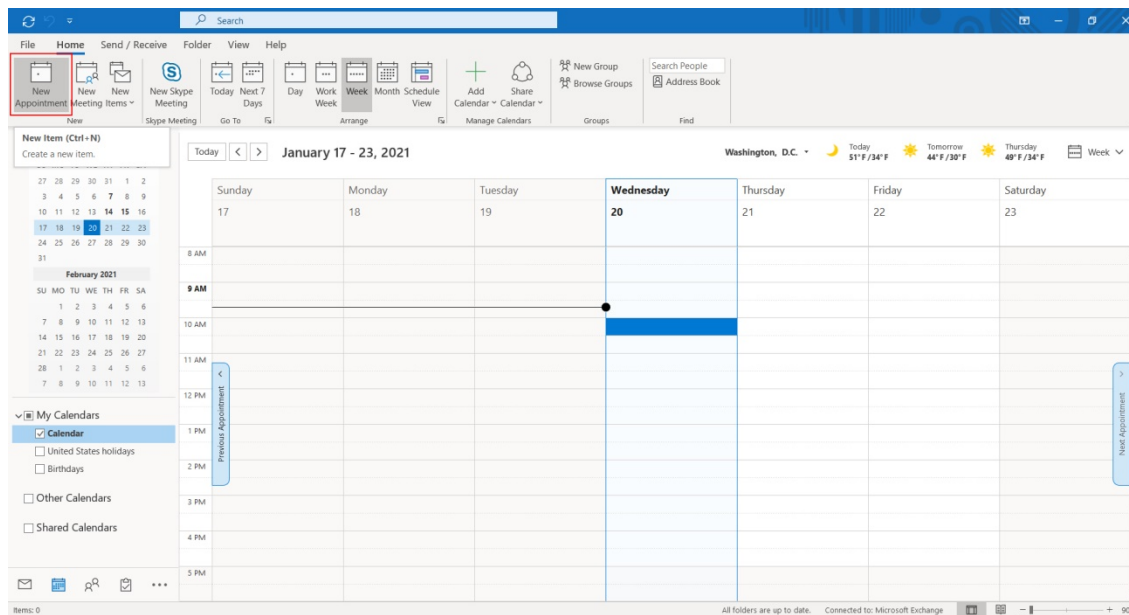 Search
File Home Send / Receive Folder View Help
New Appointment
New Meeting
New Items
New
New Skype Meeting
Skype Meeting
Today
Next 7 Days
Go To
Day
Work Week
Week
Month
Schedule View
Arrange
Add Calendar
Share Calendar
Manage Calendars
New Group
Browse Groups
Groups
Search People
Address Book
Find
New Item (Ctrl+N)
Create a new item.
27 28 29 30 31 1 2
3 4 5 6 7 8 9
10 11 12 13 14 15 16
17 18 19 20 21 22 23
24 25 26 27 28 29 30
31
February 2021
SU MO TU WE TH FR SA
1 2 3 4 5 6
7 8 9 10 11 12 13
14 15 16 17 18 19 20
21 22 23 24 25 26 27
28 1 2 3 4 5 6
7 8 9 10 11 12 13
My Calendars
Calendar
United States holidays
Birthdays
Other Calendars
Shared Calendars
Today < > January 17 - 23, 2021
Washington, D.C.
Today
51°F/34°F
Tomorrow
44°F/30°F
Thursday
49°F/34°F
Week
Sunday Monday Tuesday Wednesday Thursday Friday Saturday
17 18 19 20 21 22 23
8 AM
9 AM
10 AM
11 AM
12 PM
1 PM
2 PM
3 PM
4 PM
5 PM
Previous Appointment
Next Appointment
Items: 0
All folders are up to date. Connected to: Microsoft Exchange